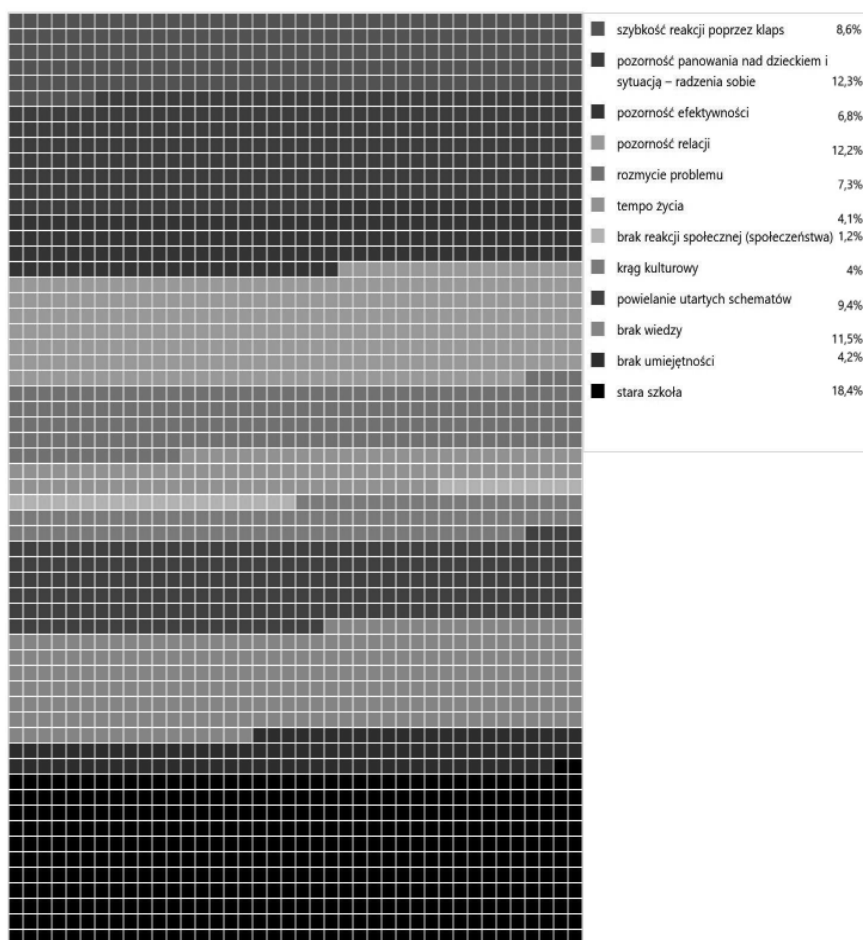 szybkość reakcji poprzez klaps 8,6%
pozorność panowania nad dzieckiem i
sytuacją – radzenia sobie 12,3%
pozorność efektywności 6,8%
pozorność relacji 12,2%
rozmycie problemu 7,3%
tempo życia 4,1%
brak reakcji społecznej (społeczeństwa) 1,2%
krąg kulturowy 4%
powielanie utartych schematów 9,4%
brak wiedzy 11,5%
brak umiejętności 4,2%
stara szkoła 18,4%